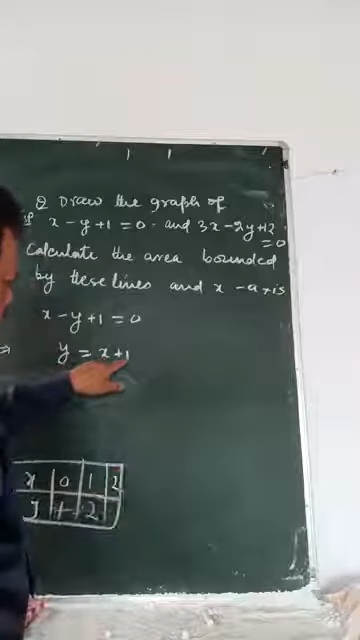 Q Draw the graph of
if x - y + 1 = 0 and 3x - 2y + 12
= 0
Calculate the area bounded
by these lines and x - axis
x - y + 1 = 0
⇒ y = x + 1
x | 0 | 1 | 2
y | 1 | 2